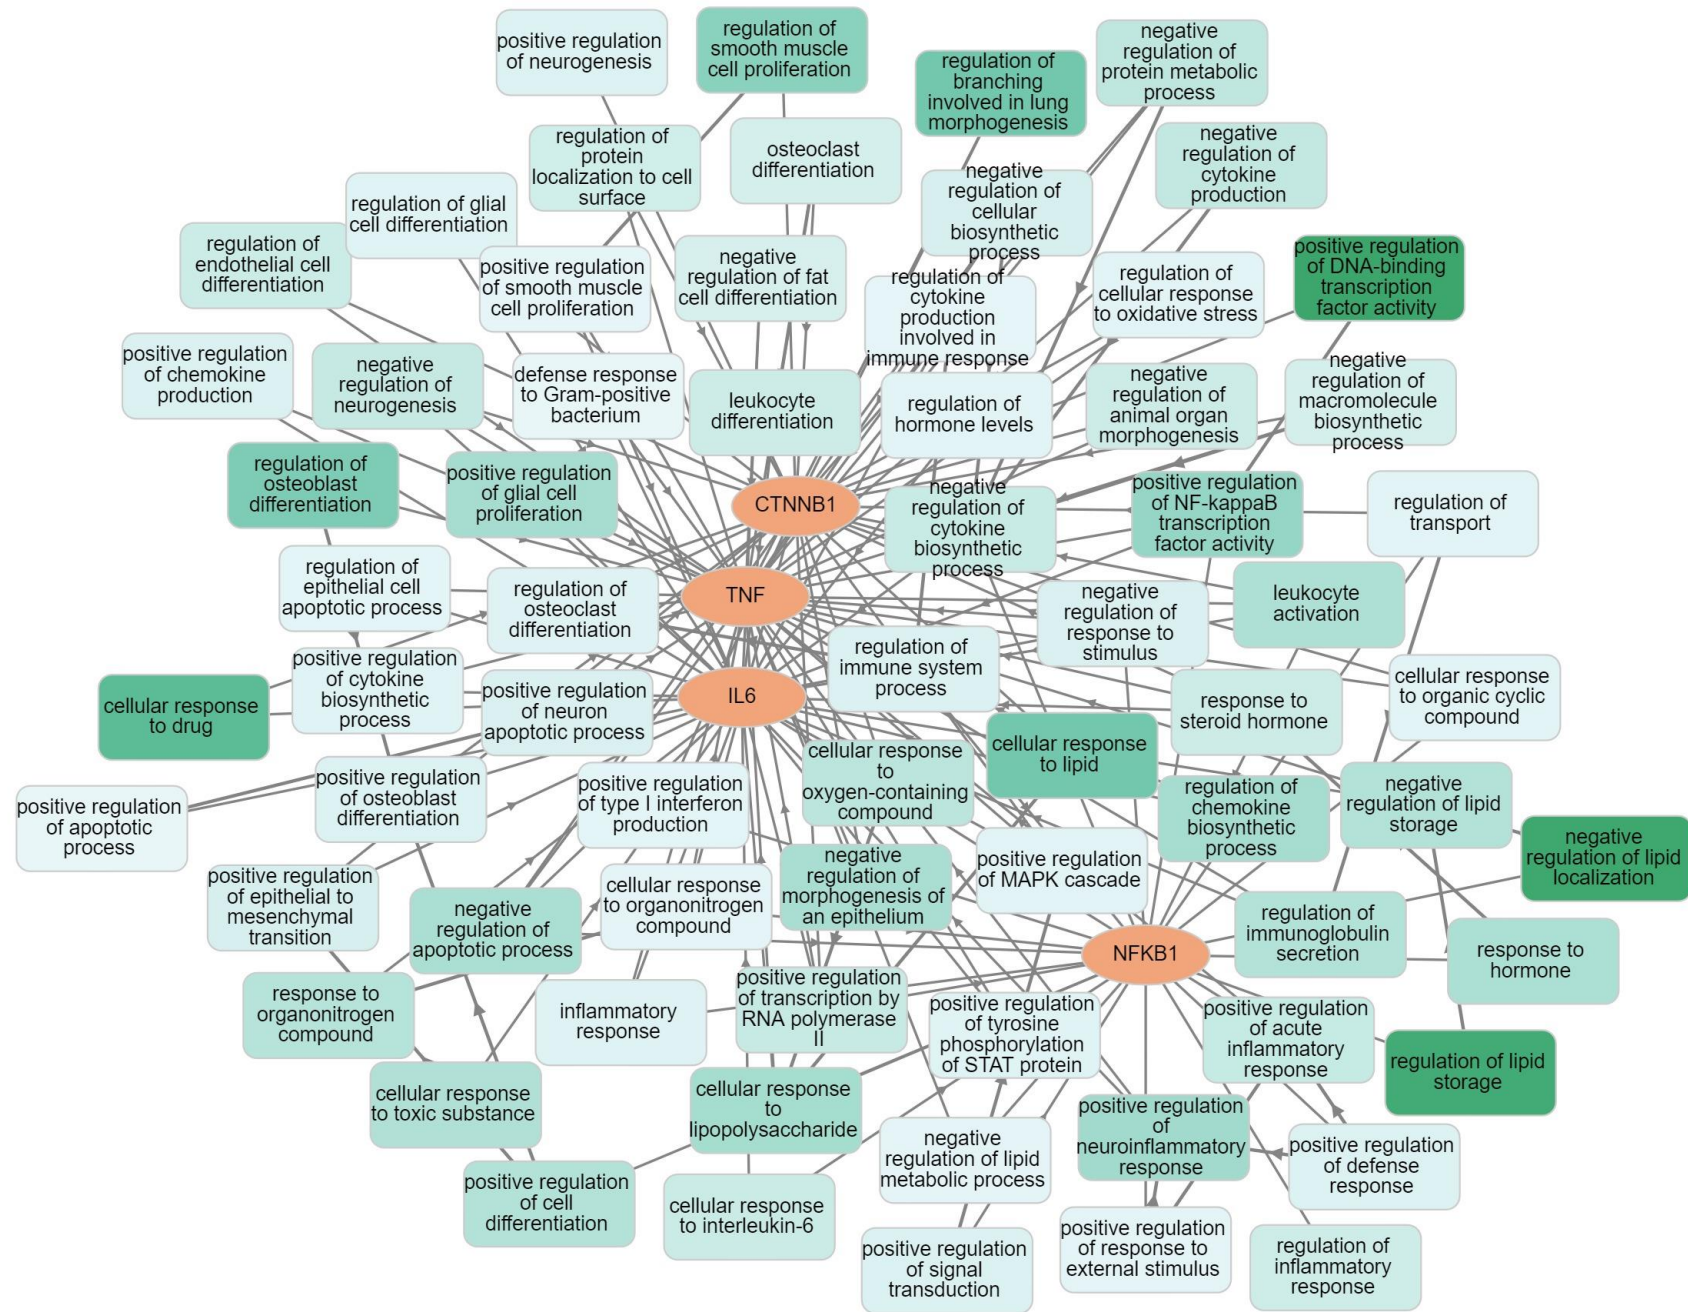 positive regulation
of neurogenesis
regulation of
smooth muscle
cell proliferation
regulation of
branching
involved in lung
morphogenesis
negative
regulation of
protein metabolic
process
regulation of
protein
localization to cell
surface
osteoclast
differentiation
negative
regulation of
cellular
biosynthetic
process
negative
regulation of
cytokine
production
regulation of glial
cell differentiation
regulation of
endothelial cell
differentiation
positive regulation
of smooth muscle
cell proliferation
negative
regulation of fat
cell differentiation
regulation of
cytokine
production
involved in
immune response
regulation of
cellular response
to oxidative stress
positive regulation
of DNA-binding
transcription
factor activity
positive regulation
of chemokine
production
negative
regulation of
neurogenesis
defense response
to Gram-positive
bacterium
leukocyte
differentiation
regulation of
hormone levels
negative
regulation of
animal organ
morphogenesis
negative
regulation of
macromolecule
biosynthetic
process
regulation of
osteoblast
differentiation
positive regulation
of glial cell
proliferation
CTNNB1
negative
regulation of
cytokine
biosynthetic
process
positive regulation
of NF-kappaB
transcription
factor activity
regulation of
transport
regulation of
epithelial cell
apoptotic process
regulation of
osteoclast
differentiation
TNF
negative
regulation of
response to
stimulus
leukocyte
activation
positive regulation
of cytokine
biosynthetic
process
cellular response
to drug
positive regulation
of neuron
apoptotic process
IL6
regulation of
immune system
process
response to
steroid hormone
cellular response
to organic cyclic
compound
positive regulation
of apoptotic
process
positive regulation
of osteoblast
differentiation
positive regulation
of type I interferon
production
cellular response
to
oxygen-containing
compound
cellular response
to lipid
regulation of
chemokine
biosynthetic
process
negative
regulation of lipid
storage
negative
regulation of lipid
localization
positive regulation
of epithelial to
mesenchymal
transition
negative
regulation of
apoptotic process
cellular response
to organonitrogen
compound
negative
regulation of
morphogenesis of
an epithelium
positive regulation
of MAPK cascade
NFKB1
regulation of
immunoglobulin
secretion
response to
hormone
response to
organonitrogen
compound
inflammatory
response
positive regulation
of transcription by
RNA polymerase
II
positive regulation
of tyrosine
phosphorylation
of STAT protein
positive regulation
of acute
inflammatory
response
regulation of lipid
storage
cellular response
to toxic substance
cellular response
to
lipopolysaccharide
negative
regulation of lipid
metabolic process
positive regulation
of
neuroinflammatory
response
positive regulation
of defense
response
positive regulation
of cell
differentiation
cellular response
to interleukin-6
positive regulation
of signal
transduction
positive regulation
of response to
external stimulus
regulation of
inflammatory
response